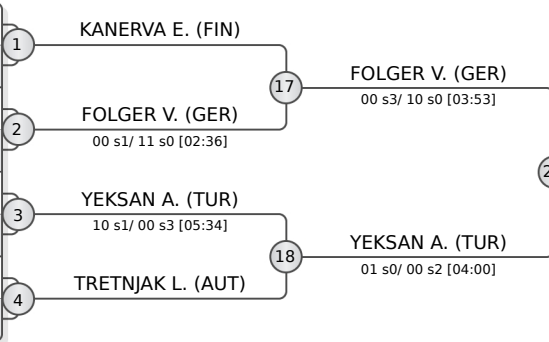 KANERVA E. (FIN)
1
17
FOLGER V. (GER)
00 s3/ 10 s0 [03:53]
FOLGER V. (GER)
2
00 s1/ 11 s0 [02:36]
2
YEKSAN A. (TUR)
3
10 s1/ 00 s3 [05:34]
18
YEKSAN A. (TUR)
01 s0/ 00 s2 [04:00]
TRETNJAK L. (AUT)
4